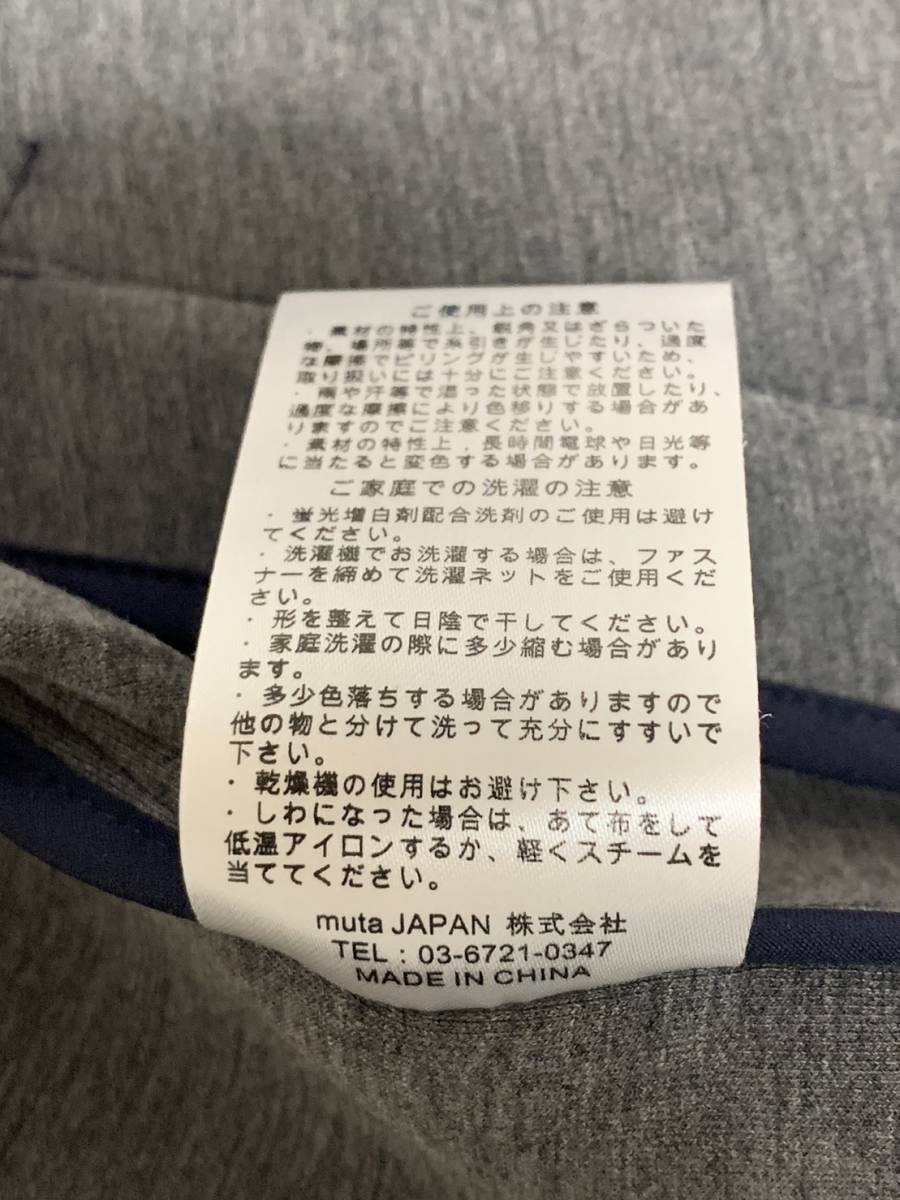 ご使用上の注意
・素材の特性上、鋭角又はざらついた
物、場所等で糸引きが生じたり、過度
な摩擦でピリングが生じやすいため、
取り扱いには十分にご注意ください。
・雨や汗等で湿った状態で放置したり、
過度な摩擦により色移りする場合があ
りますのでご注意ください。
・素材の特性上,長時間電球や日光等
に当たると変色する場合があります。
ご家庭での洗濯の注意
・蛍光増白剤配合洗剤のご使用は避け
てください。
・洗濯機でお洗濯する場合は、ファス
ナーを締めて洗濯ネットをご使用くだ
さい。
・形を整えて日陰で干してください。
・家庭洗濯の際に多少縮む場合があり
ます。
・多少色落ちする場合がありますので
他の物と分けて洗って充分にすすいで
下さい。
・乾燥機の使用はお避け下さい。
・しわになった場合は、あて布をして
低温アイロンするか、軽くスチームを
当ててください。
muta JAPAN 株式会社
TEL：03-6721-0347
MADE IN CHINA